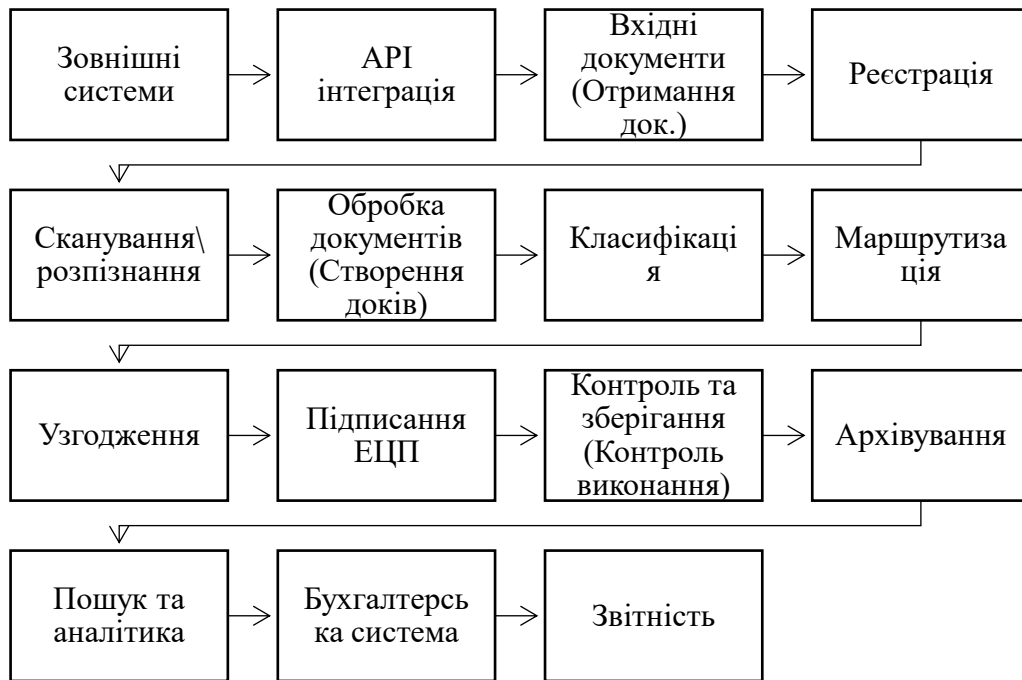 Зовнішні
системи
API
інтеграція
Вхідні
документи
(Отримання
док.)
Реєстрація
Сканування\
розпізнання
Обробка
документів
(Створення
доків)
Класифікаці
я
Маршрутиза
ція
Узгодження
Підписання
ЕЦП
Контроль та
зберігання
(Контроль
виконання)
Архівування
Пошук та
аналітика
Бухгалтерсь
ка система
Звітність